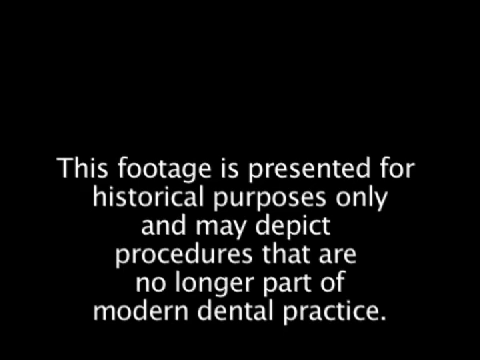 This footage is presented for
historical purposes only
and may depict
procedures that are
no longer part of
modern dental practice.